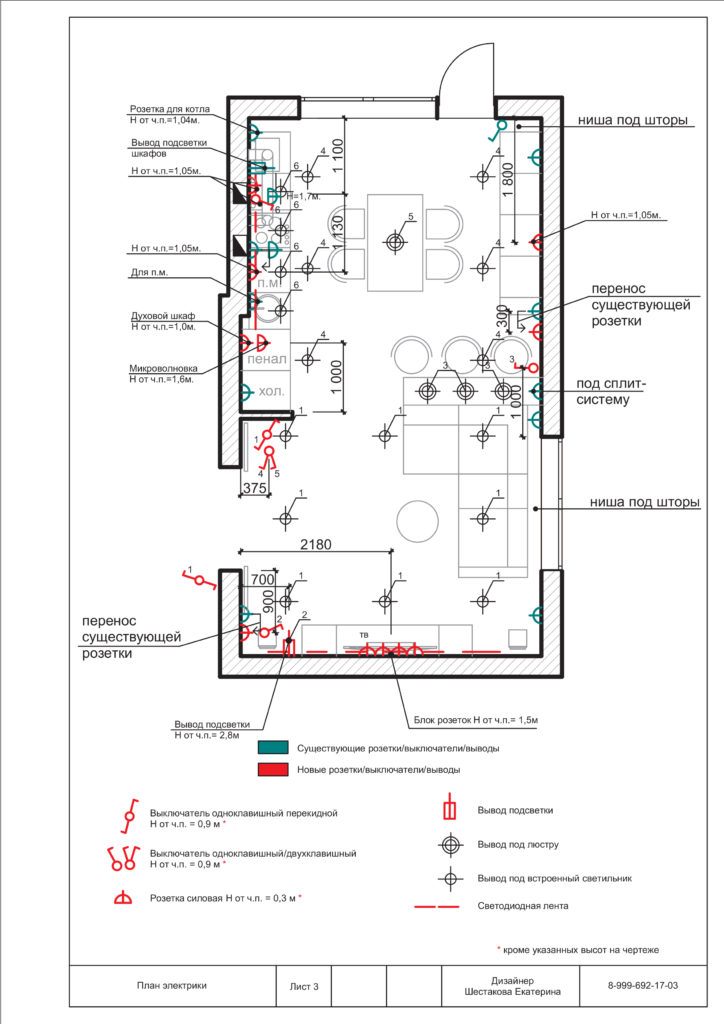 Розетка для котла
Н от ч.п.=1,04м.
Вывод подсветки
шкафов
Н от ч.п.=1,05м.
Н=1,7м.
6
6
6
6
6
4
4
4
4
4
1 100
1 130
1 800
5
ниша под шторы
Н от ч.п.=1,05м.
Н от ч.п.=1,05м.
Для п.м.
п.м.
перенос
существующей
розетки
300
Духовой шкаф
Н от ч.п.=1,0м.
Микроволновка
Н от ч.п.=1,6м.
пенал
хол.
1 000
4
3
3
3
3
1 000
под сплит-
систему
1
1
1
1
4
5
375
1
1
ниша под шторы
2180
1
700
900
1
1
1
2
2
перенос
существующей
розетки
тв
Вывод подсветки
Н от ч.п.= 2,8м
Блок розеток Н от ч.п.= 1,5м
Существующие розетки/выключатели/выводы
Новые розетки/выключатели/выводы
Выключатель одноклавишный перекидной
Н от ч.п. = 0,9 м *
Вывод подсветки
Выключатель одноклавишный/двухклавишный
Н от ч.п. = 0,9 м *
Вывод под люстру
Розетка силовая Н от ч.п. = 0,3 м *
Вывод под встроенный светильник
Светодиодная лента
* кроме указанных высот на чертеже
План электрики
Лист 3
Дизайнер
Шестакова Екатерина
8-999-692-17-03